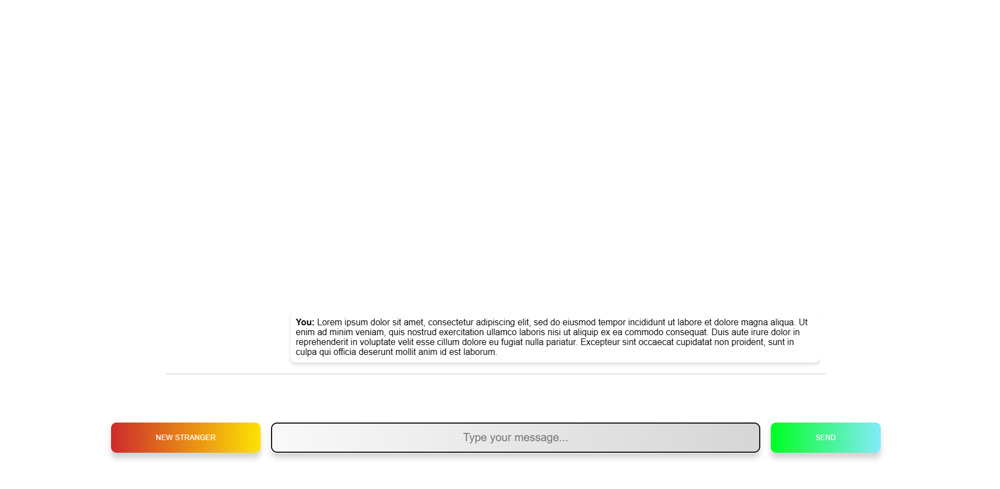 You: Lorem ipsum dolor sit amet, consectetur adipiscing elit, sed do eiusmod tempor incididunt ut labore et dolore magna aliqua. Ut
enim ad minim veniam, quis nostrud exercitation ullamco laboris nisi ut aliquip ex ea commodo consequat. Duis aute irure dolor in
reprehenderit in voluptate velit esse cillum dolore eu fugiat nulla pariatur. Excepteur sint occaecat cupidatat non proident, sunt in
culpa qui officia deserunt mollit anim id est laborum.
NEW STRANGER
Type your message...
SEND